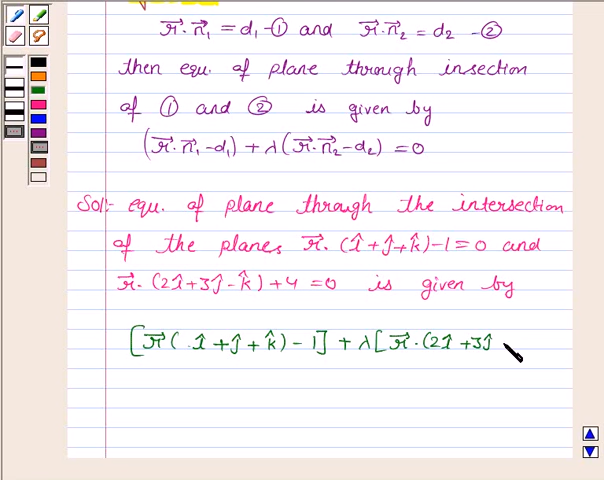 r⃗·n⃗₁ = d₁ -① and r⃗·n⃗₂ = d₂ -②
then equ. of plane through insection
of ① and ② is given by
(r⃗·n⃗₁-d₁) + λ(r⃗·n⃗₂-d₂) = 0
Sol:- equ. of plane through the intersection
of the planes r⃗·(î+ĵ+k̂)-1=0 and
r⃗·(2î+3ĵ-k̂)+4=0 is given by
[r⃗(·î+ĵ+k̂)-1] + λ[r⃗·(2î+3ĵ